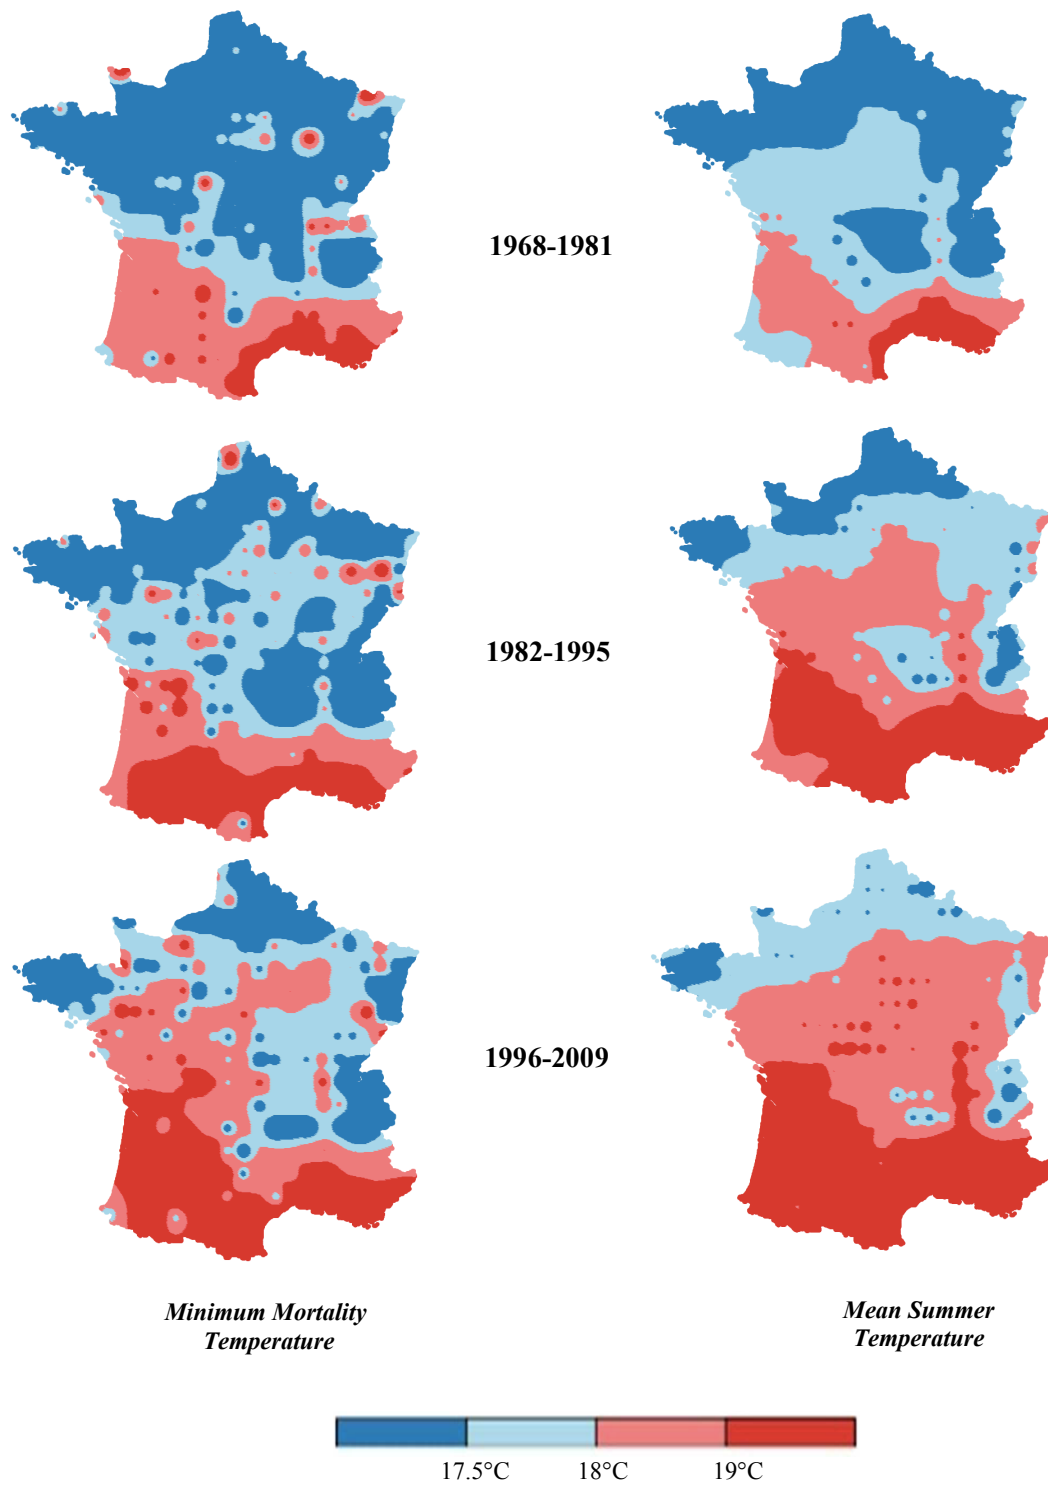 1968-1981
1982-1995
1996-2009
Minimum Mortality
Temperature
Mean Summer
Temperature
17.5°C
18°C
19°C